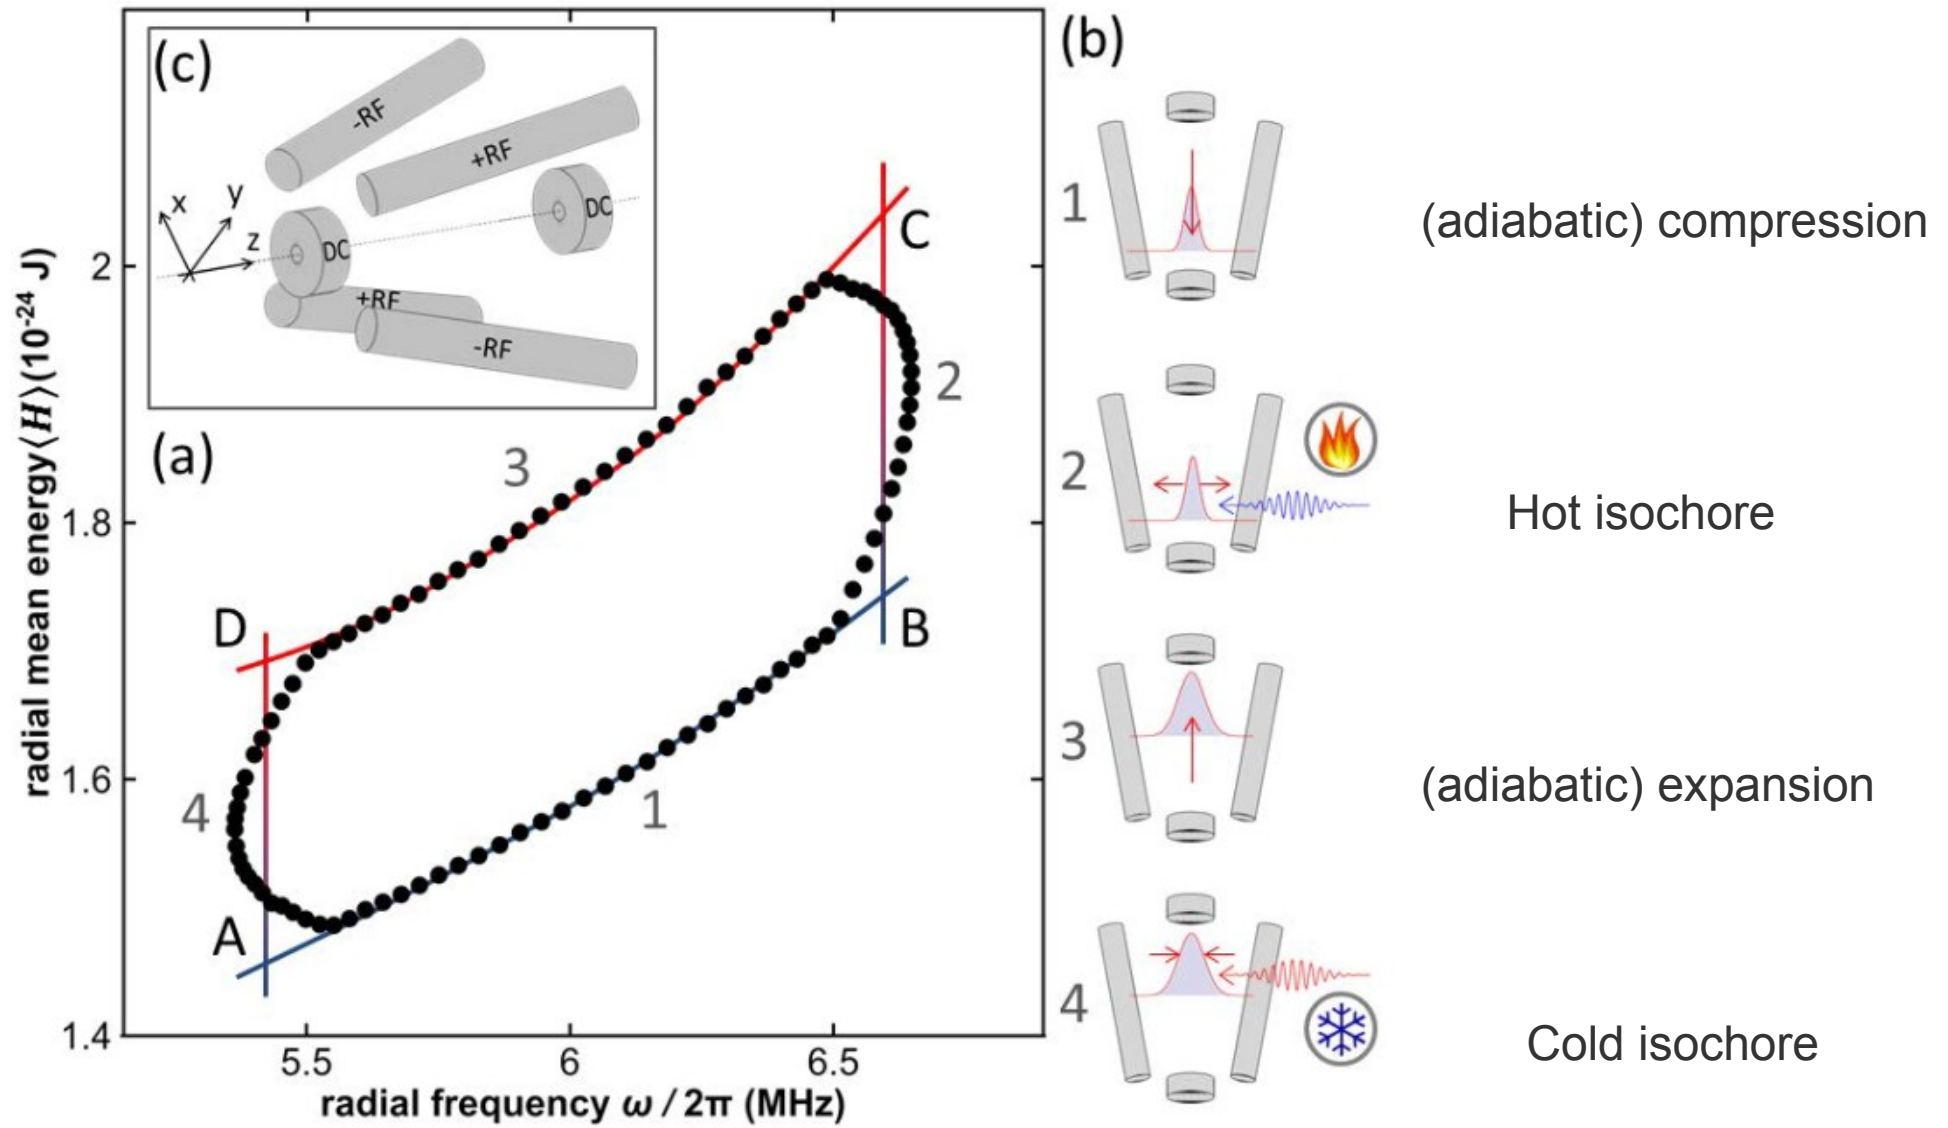 (c)
-RF
+RF
x
y
z
DC
DC
+RF
-RF
(a)
radial mean energy⟨H⟩(10⁻²⁴ J)
2
1.8
1.6
1.4
C
2
3
D
B
4
1
A
5.5
6
6.5
radial frequency ω / 2π (MHz)
(b)
1
(adiabatic) compression
2
Hot isochore
3
(adiabatic) expansion
4
Cold isochore